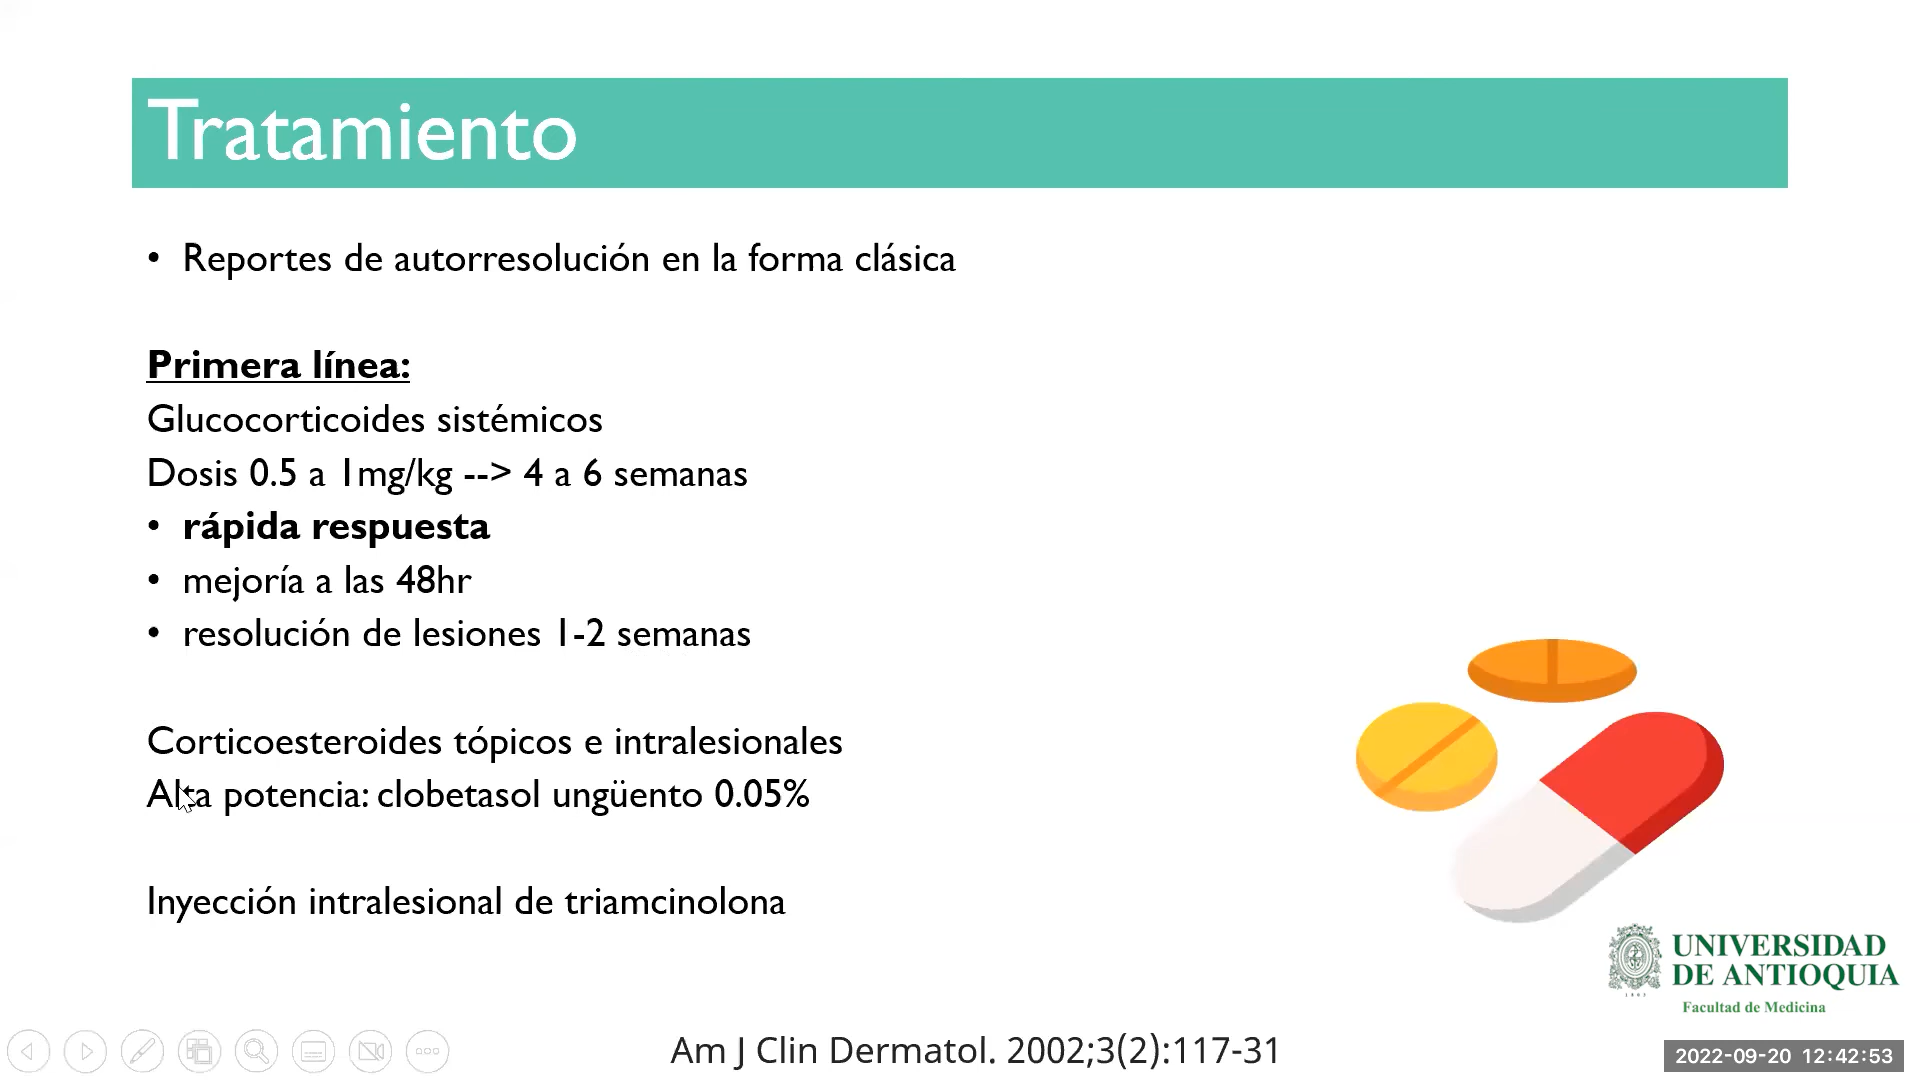 Tratamiento
• Reportes de autorresolución en la forma clásica
Primera línea:
Glucocorticoides sistémicos
Dosis 0.5 a 1mg/kg --> 4 a 6 semanas
• rápida respuesta
• mejoría a las 48hr
• resolución de lesiones 1-2 semanas
Corticoesteroides tópicos e intralesionales
Alta potencia: clobetasol ungüento 0.05%
Inyección intralesional de triamcinolona
UNIVERSIDAD
DE ANTIOQUIA
1803
Facultad de Medicina
Am J Clin Dermatol. 2002;3(2):117-31
2022-09-20 12:42:53